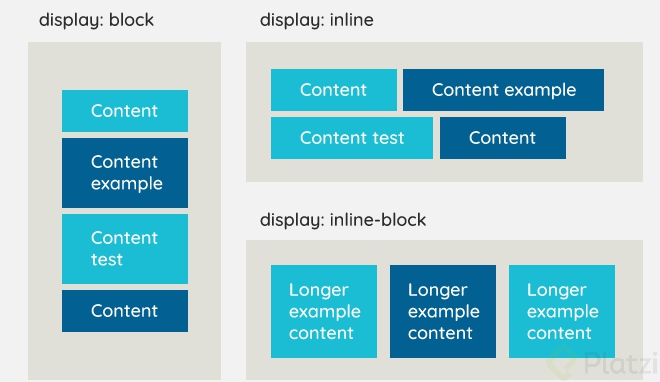 display: block
Content
Content
example
Content
test
Content
display: inline
Content
Content example
Content test
Content
display: inline-block
Longer
example
content
Longer
example
content
Longer
example
content
Platzi